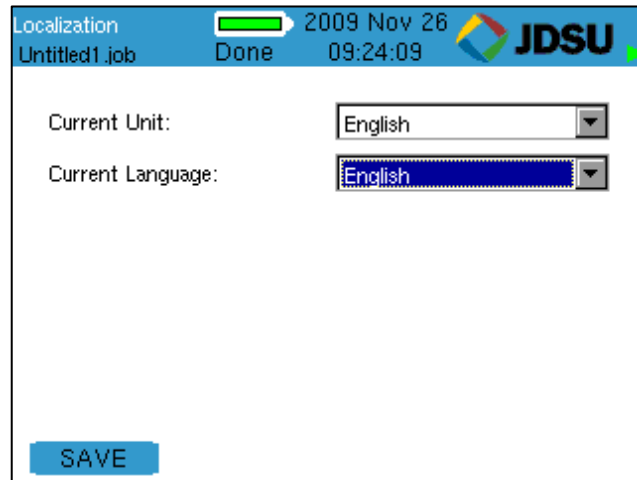 Localization
2009 Nov 26
JDSU
Untitled1.job
Done
09:24:09
Current Unit:
English
Current Language:
English
SAVE